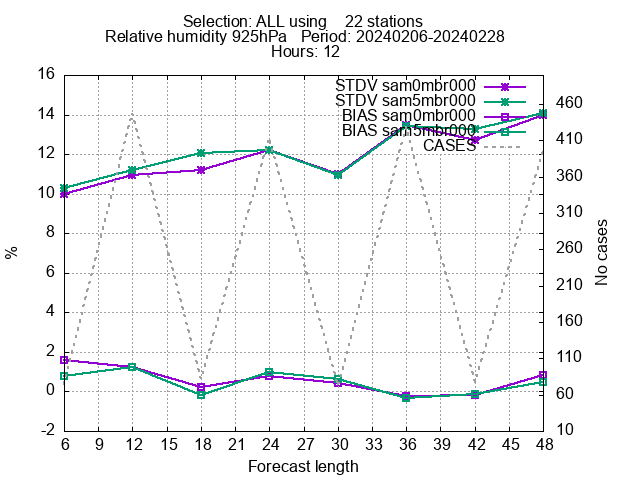 Selection: ALL using    22 stations
Relative humidity 925hPa   Period: 20240206-20240228
Hours: 12
STDV sam0mbr000
STDV sam5mbr000
BIAS sam0mbr000
BIAS sam5mbr000
CASES
16
14
12
10
8
6
4
2
0
-2
%
460
410
360
310
260
210
160
110
60
10
No cases
6 9 12 15 18 21 24 27 30 33 36 39 42 45 48
Forecast length